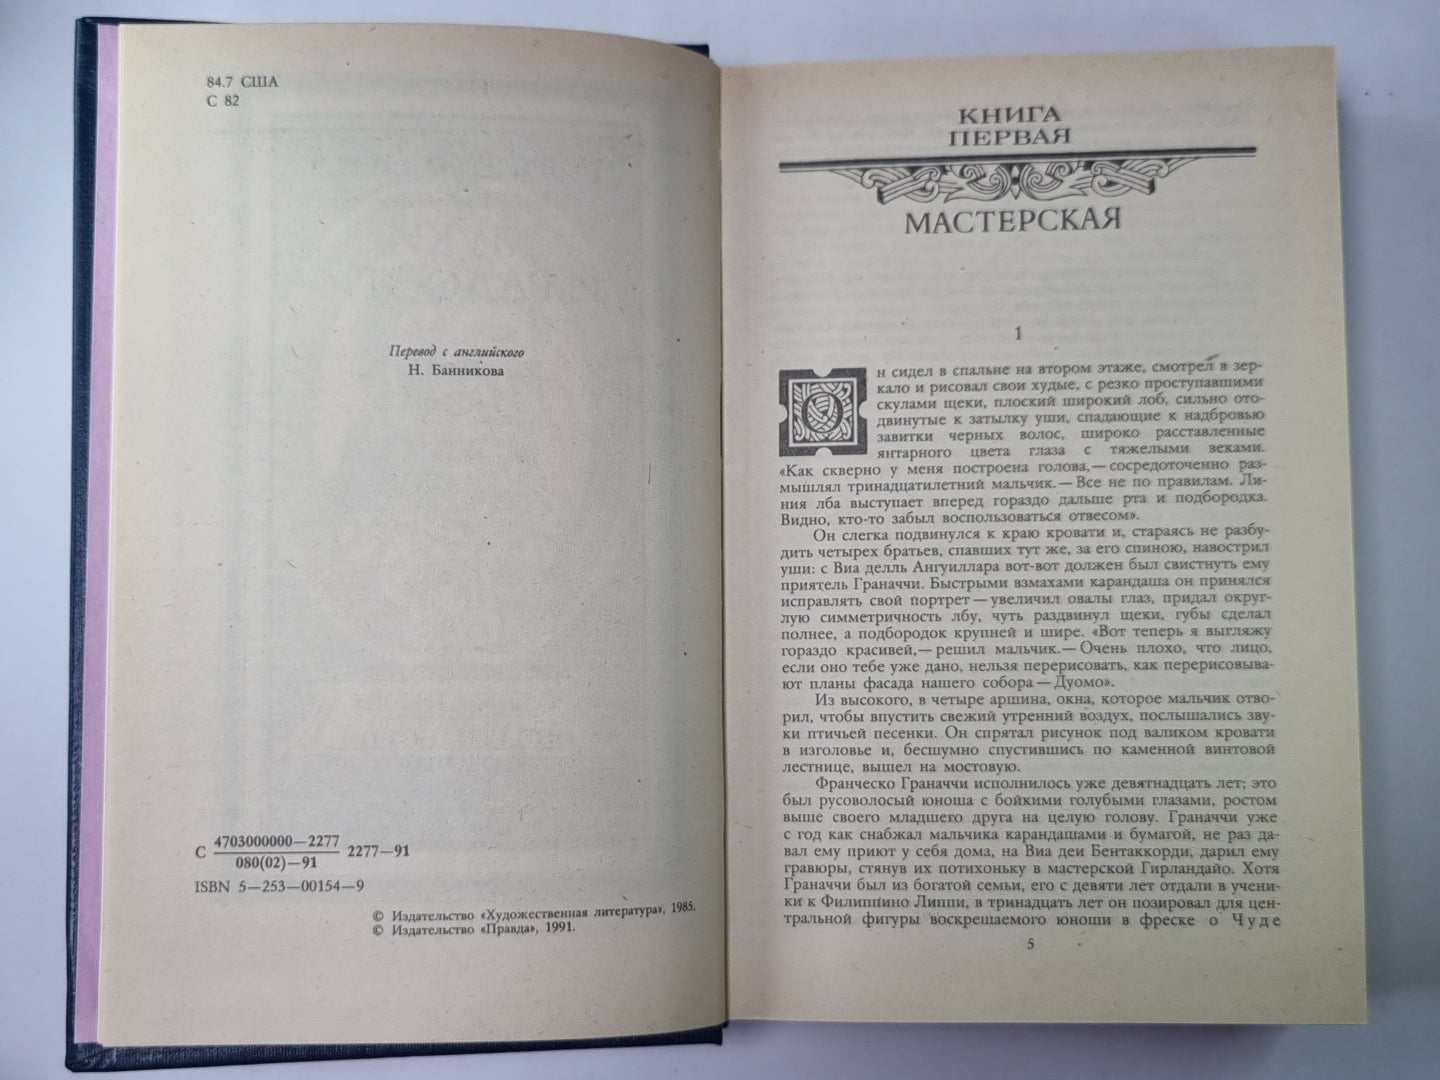 84.7 США
С 82
Перевод с английского
Н. Банникова
С 4703000000—2277 2277—91
080(02)—91
ISBN 5—253—00154—9
© Издательство «Художественная литература», 1985.
© Издательство «Правда», 1991.
КНИГА
ПЕРВАЯ
МАСТЕРСКАЯ
1
Он сидел в спальне на втором этаже, смотрел в зер-
кало и рисовал свои худые, с резко проступавшими
скулами щеки, плоский широкий лоб, сильно ото-
двинутые к затылку уши, спадающие к надбровью
завитки черных волос, широко расставленные
янтарного цвета глаза с тяжелыми веками.
«Как скверно у меня построена голова,— сосредоточенно раз-
мышлял тринадцатилетний мальчик.— Все не по правилам. Ли-
ния лба выступает вперед гораздо дальше рта и подбородка.
Видно, кто-то забыл воспользоваться отвесом».
Он слегка подвинулся к краю кровати и, стараясь не разбу-
дить четырех братьев, спавших тут же, за его спиною, навострил
уши: с Виа делль Ангуиллара вот-вот должен был свистнуть ему
приятель Граначчи. Быстрыми взмахами карандаша он принялся
исправлять свой портрет — увеличил овалы глаз, придал округ-
лую симметричность лбу, чуть раздвинул щеки, губы сделал
полнее, а подбородок крупней и шире. «Вот теперь я выгляжу
гораздо красивей,— решил мальчик.— Очень плохо, что лицо,
если оно тебе уже дано, нельзя перерисовать, как перерисовыва-
ют планы фасада нашего собора — Дуомо».
Из высокого, в четыре аршина, окна, которое мальчик отво-
рил, чтобы впустить свежий утренний воздух, послышались зву-
ки птичьей песенки. Он спрятал рисунок под валиком кровати
в изголовье и, бесшумно спустившись по каменной винтовой
лестнице, вышел на мостовую.
Франческо Граначчи исполнилось уже девятнадцать лет; это
был русоволосый юноша с бойкими голубыми глазами, ростом
выше своего младшего друга на целую голову. Граначчи уже
с год как снабжал мальчика карандашами и бумагой, не раз да-
вал ему приют у себя дома, на Виа деи Бентаккорди, дарил ему
гравюры, стянув их потихоньку в мастерской Гирландайо. Хотя
Граначчи был из богатой семьи, его с девяти лет отдали в учени-
ки к Филиппино Липпи, в тринадцать лет он позировал для цен-
тральной фигуры воскрешаемого юноши в фреске о Чуде
5